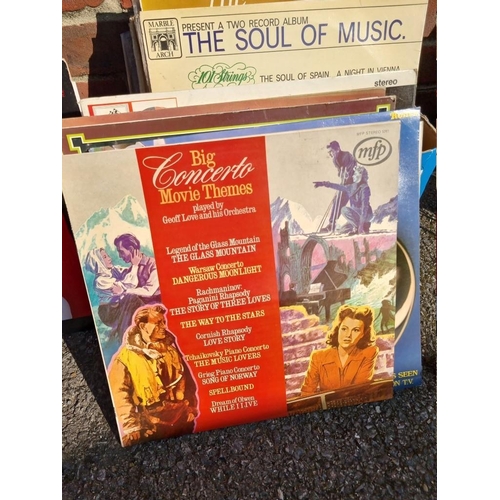 MARBLE
ARCH
PRESENT A TWO RECORD ALBUM
THE SOUL OF MUSIC.
101 Strings
THE SOUL OF SPAIN A NIGHT IN VIENNA
stereo
mfp
Big
Concerto
Movie Themes
played by
Geoff Love and his Orchestra
Legend of the Glass Mountain
THE GLASS MOUNTAIN
Warsaw Concerto
DANGEROUS MOONLIGHT
Rachmaninov:
Paganini Rhapsody
THE STORY OF THREE LOVES
THE WAY TO THE STARS
Cornish Rhapsody
LOVE STORY
Tchaikovsky Piano Concerto
THE MUSIC LOVERS
Grieg Piano Concerto
SONG OF NORWAY
SPELLBOUND
Dream of Olwen
WHILE I LIVE
SEEN
ON T.V.